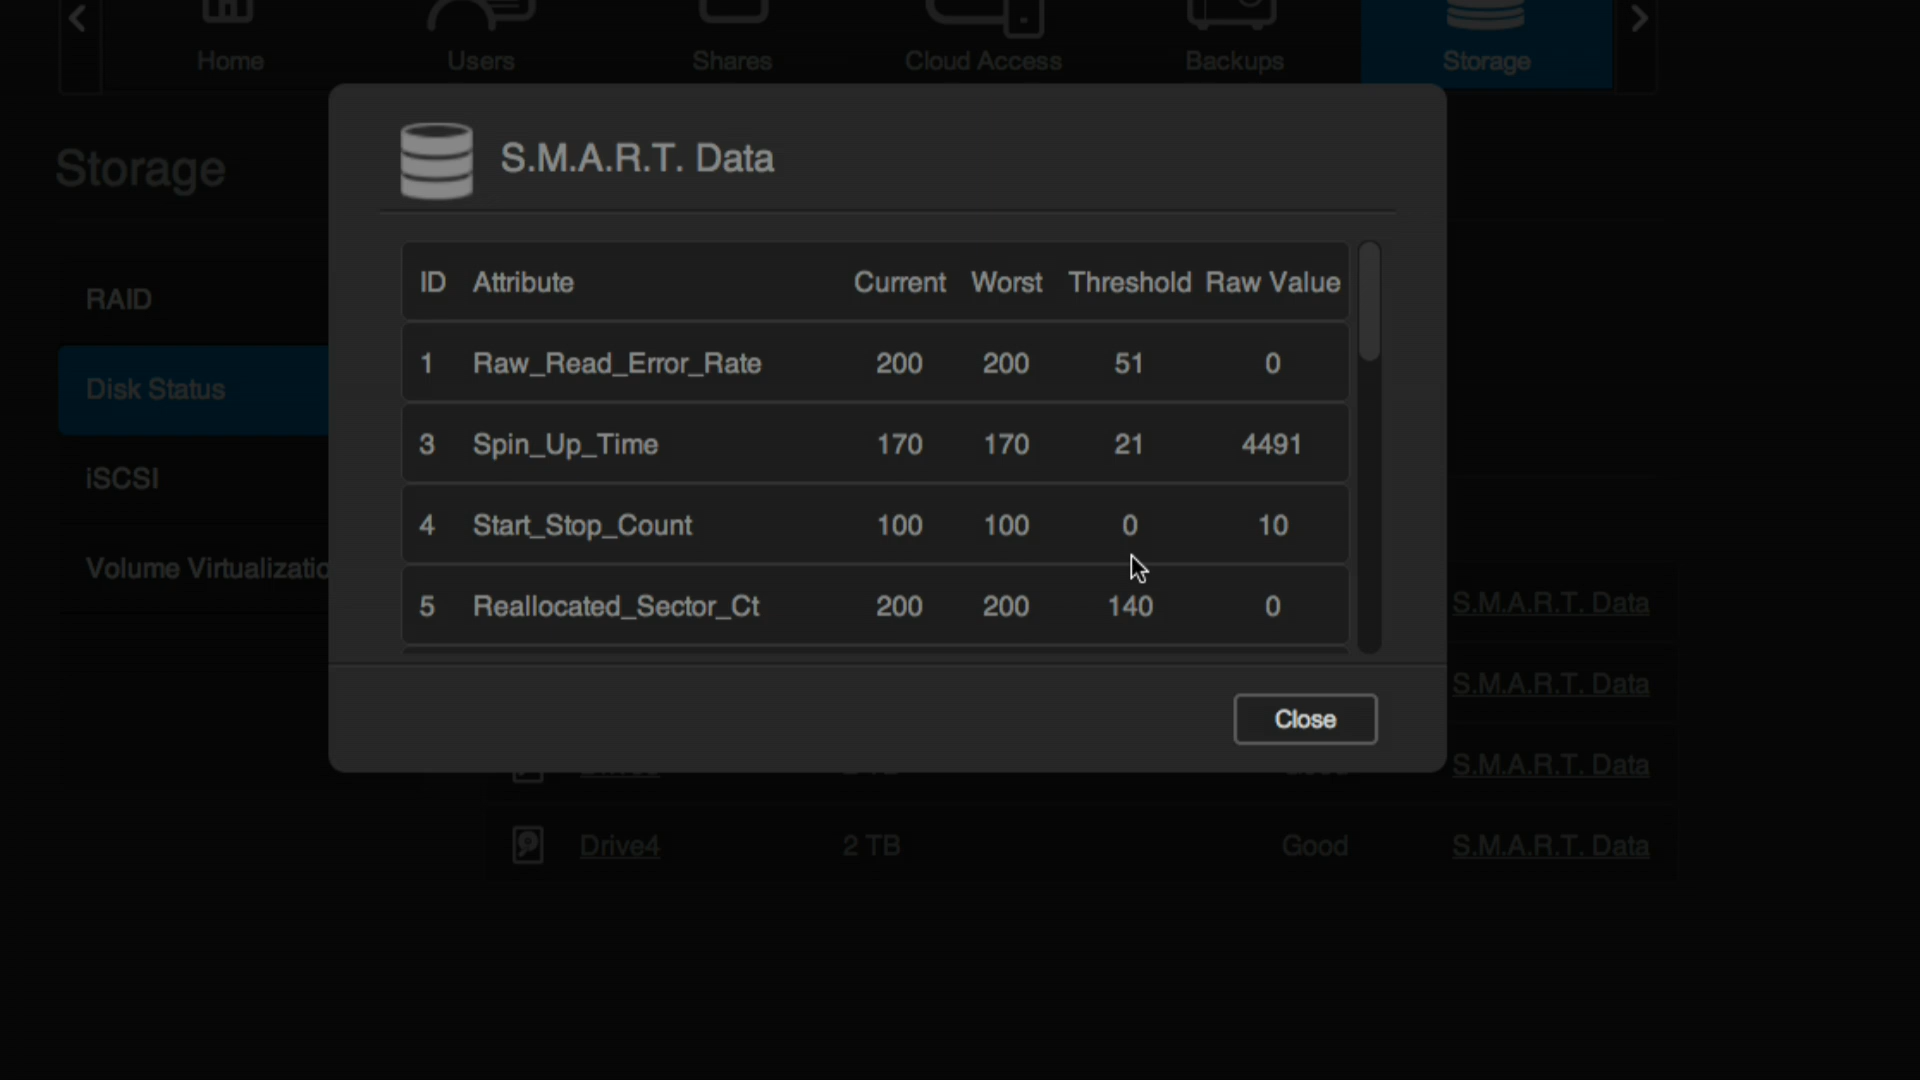 Home Users Shares Cloud Access Backups Storage
Storage
S.M.A.R.T. Data
RAID
Disk Status
iSCSI
Volume Virtualizatio
ID Attribute Current Worst Threshold Raw Value
1 Raw_Read_Error_Rate 200 200 51 0
3 Spin_Up_Time 170 170 21 4491
4 Start_Stop_Count 100 100 0 10
5 Reallocated_Sector_Ct 200 200 140 0
Close
S.M.A.R.T. Data
S.M.A.R.T. Data
S.M.A.R.T. Data
Drive4 2 TB Good S.M.A.R.T. Data